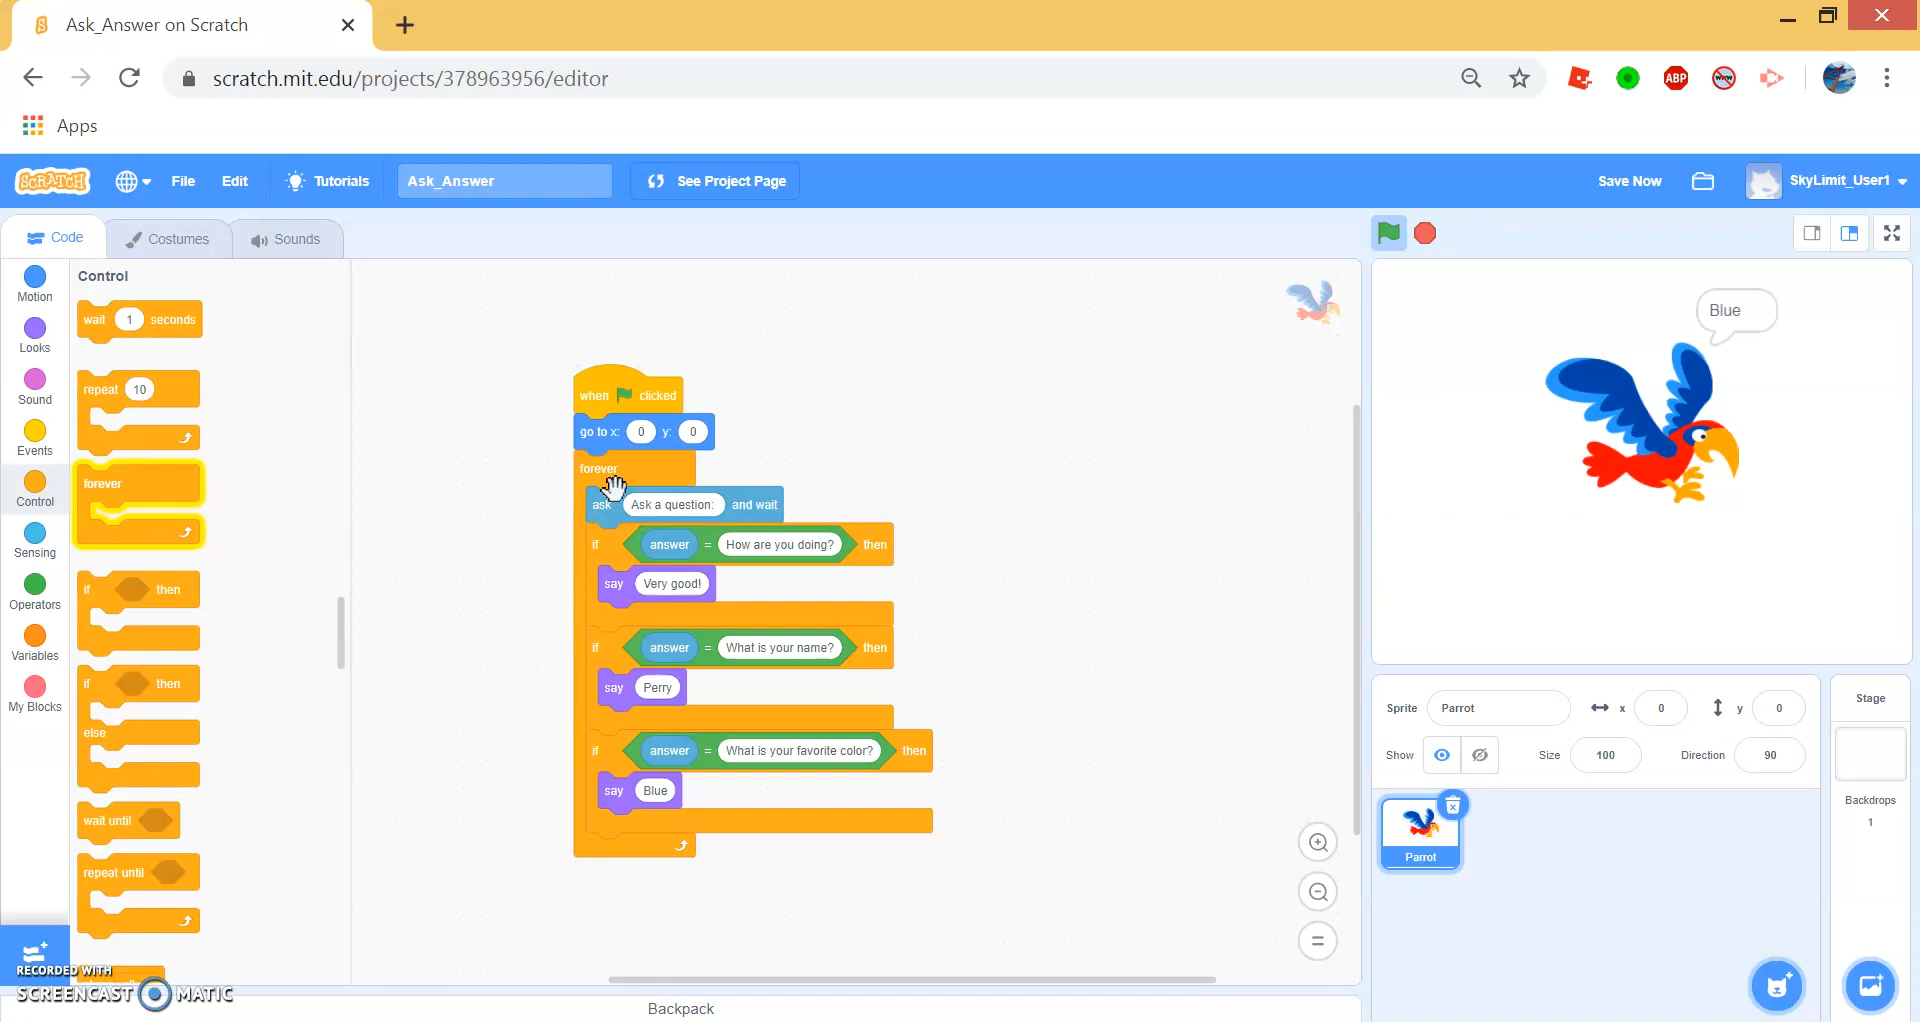 Ask_Answer on Scratch
scratch.mit.edu/projects/378963956/editor
ABP
Apps
SCRATCH
File
Edit
Tutorials
Ask_Answer
See Project Page
Save Now
SkyLimit_User1
Code
Costumes
Sounds
Motion
Looks
Sound
Events
Control
Sensing
Operators
Variables
My Blocks
Control
wait 1 seconds
repeat 10
forever
if then
if then
else
wait until
repeat until
when clicked
go to x: 0 y: 0
forever
ask Ask a question: and wait
if answer = How are you doing? then
say Very good!
if answer = What is your name? then
say Perry
if answer = What is your favorite color? then
say Blue
Blue
Sprite Parrot x 0 y 0
Show Size 100 Direction 90
Parrot
Stage
Backdrops
1
Backpack
RECORDED WITH
SCREENCAST MATIC